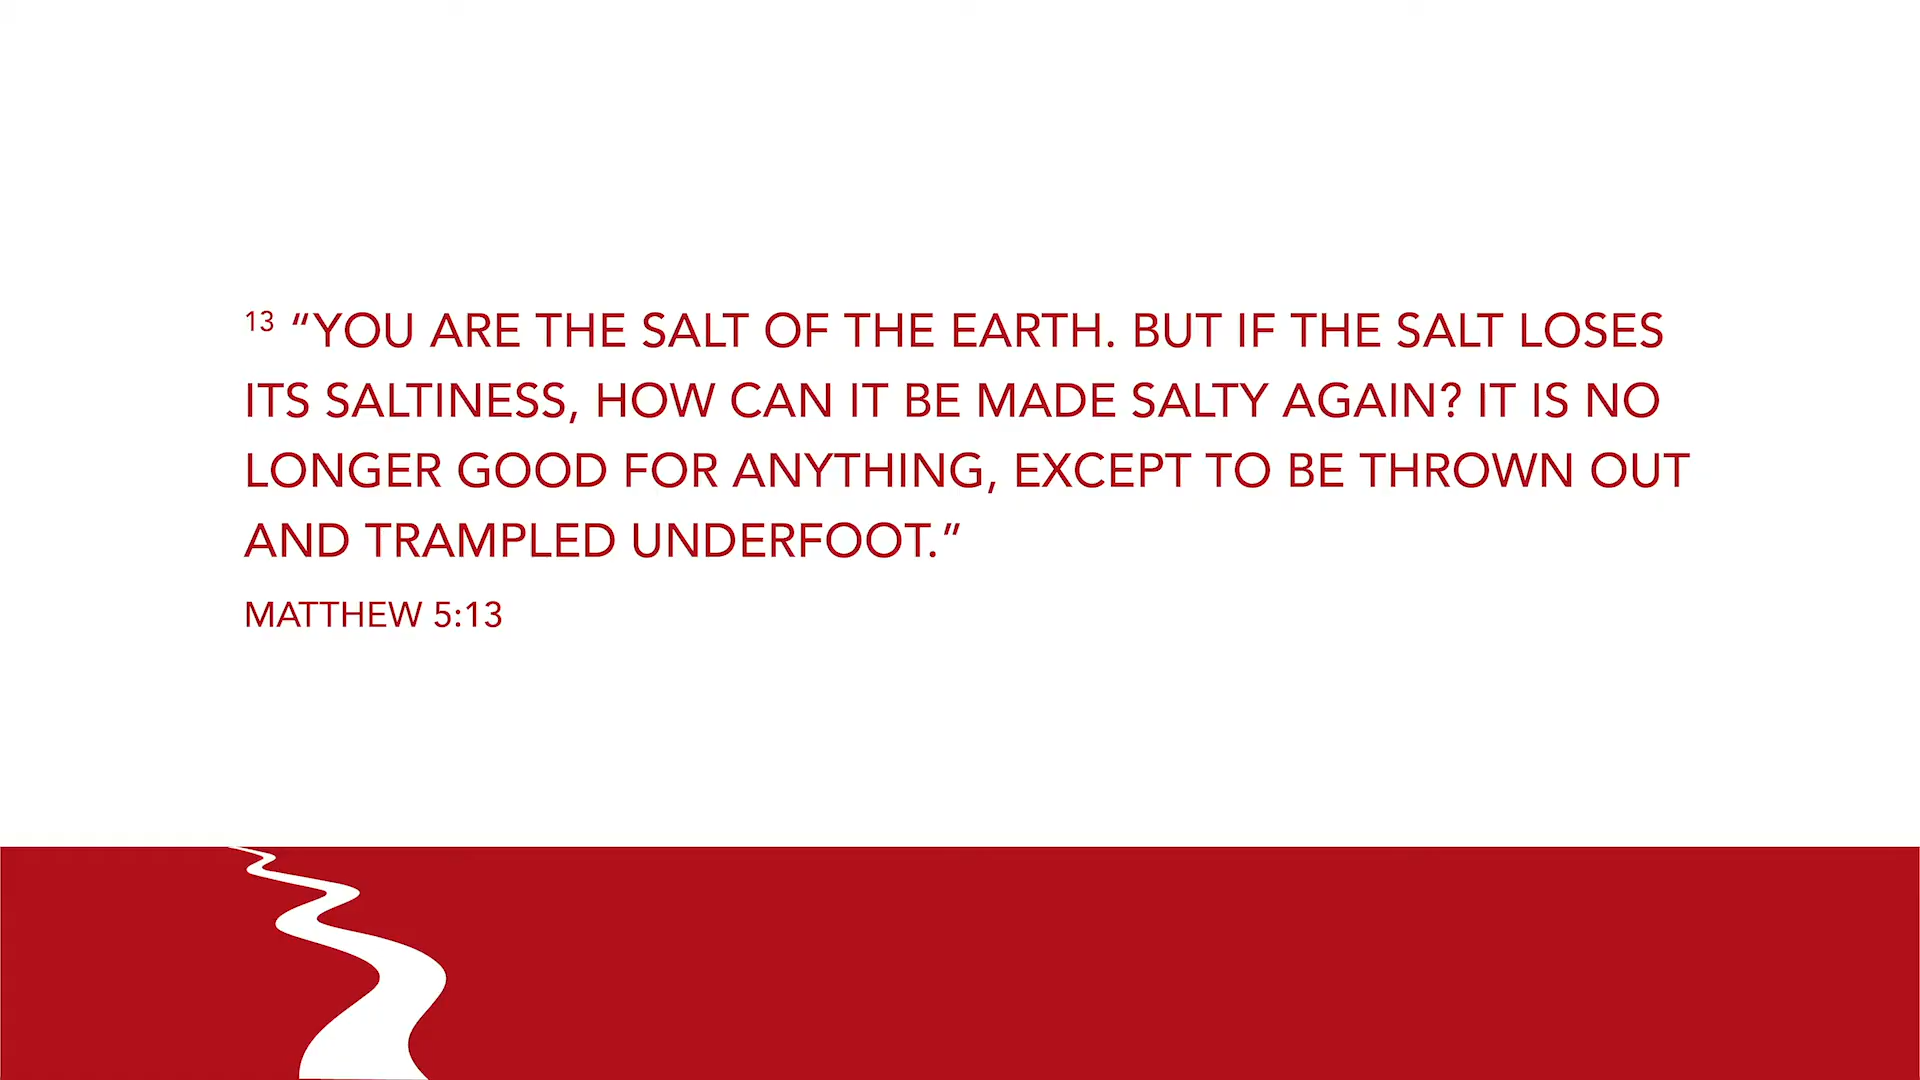 13 “YOU ARE THE SALT OF THE EARTH. BUT IF THE SALT LOSES
ITS SALTINESS, HOW CAN IT BE MADE SALTY AGAIN? IT IS NO
LONGER GOOD FOR ANYTHING, EXCEPT TO BE THROWN OUT
AND TRAMPLED UNDERFOOT.”
MATTHEW 5:13